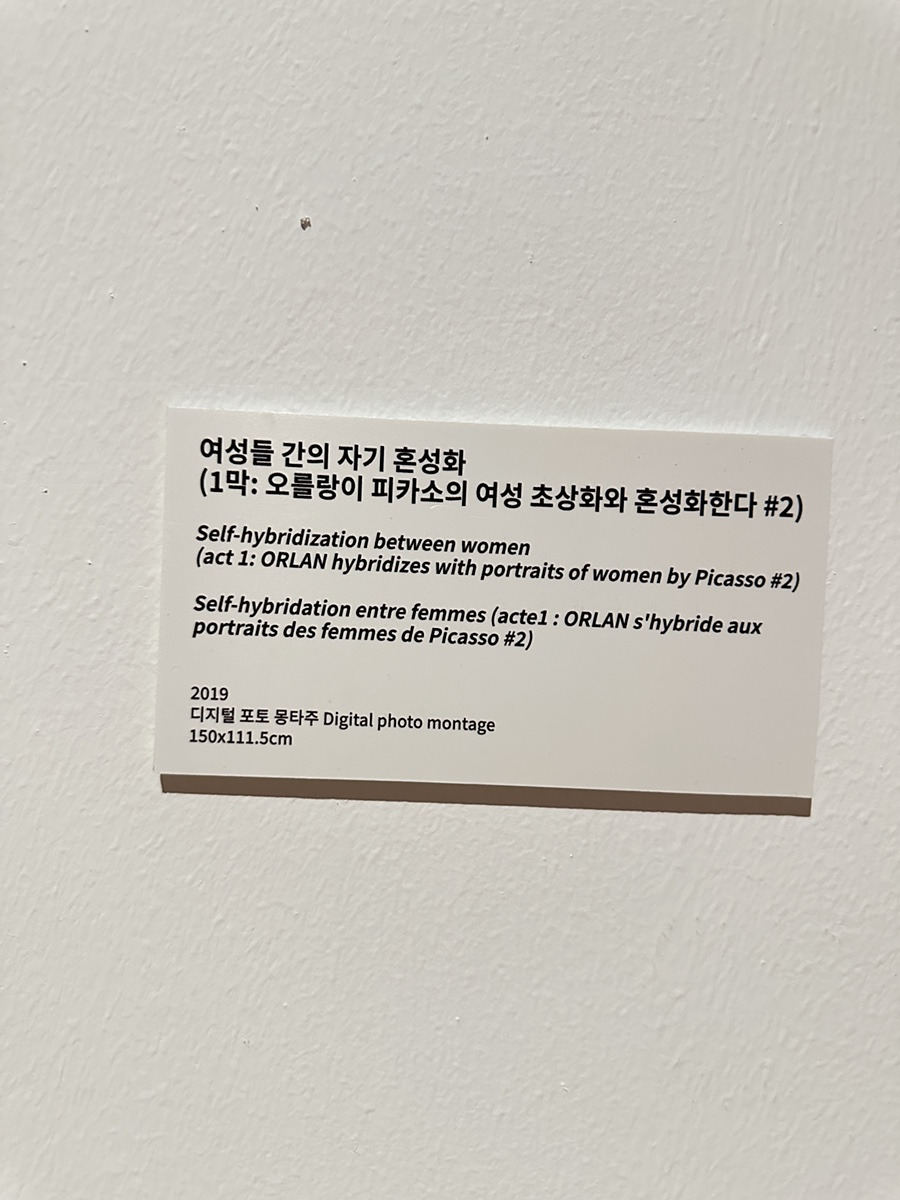 여성들 간의 자기 혼성화
(1막: 오를랑이 피카소의 여성 초상화와 혼성화한다 #2)
Self-hybridization between women
(act 1: ORLAN hybridizes with portraits of women by Picasso #2)
Self-hybridation entre femmes (acte1 : ORLAN s'hybride aux
portraits des femmes de Picasso #2)
2019
디지털 포토 몽타주 Digital photo montage
150x111.5cm